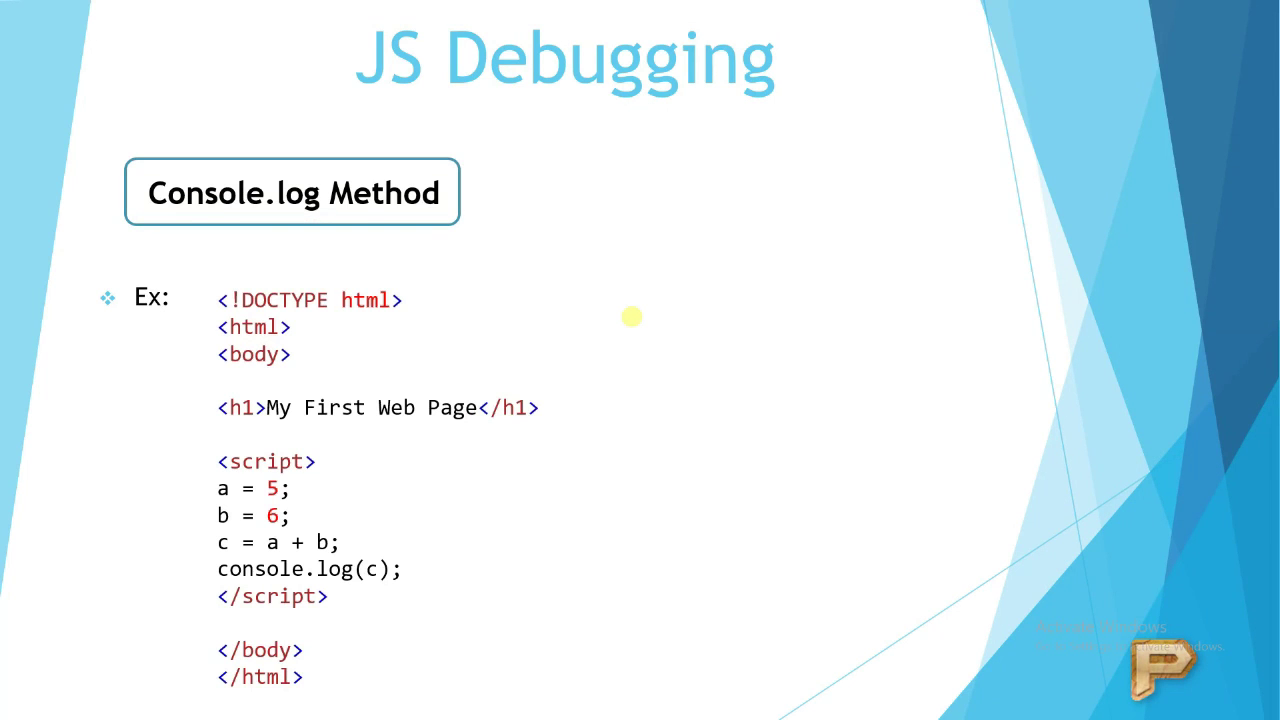 JS Debugging
Console.log Method
Ex:
<!DOCTYPE html>
<html>
<body>
<h1>My First Web Page</h1>
<script>
a = 5;
b = 6;
c = a + b;
console.log(c);
</script>
</body>
</html>
Activate Windows
P